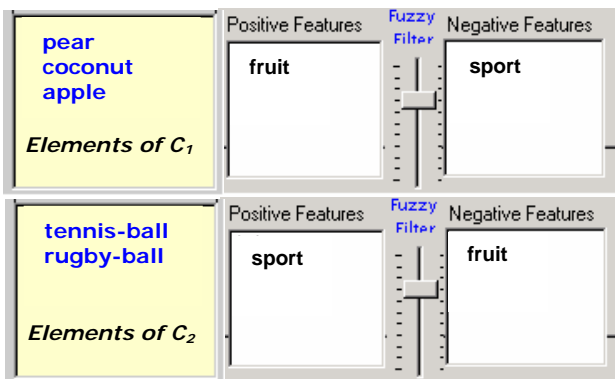 pear
coconut
apple
Elements of C1
Positive Features
fruit
Fuzzy
Filter
Negative Features
sport
tennis-ball
rugby-ball
Elements of C2
Positive Features
sport
Fuzzy
Filter
Negative Features
fruit